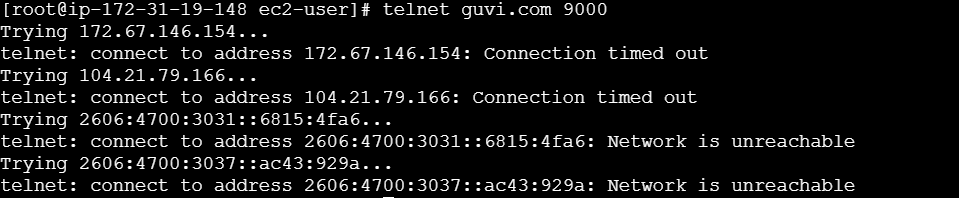 [root@ip-172-31-19-148 ec2-user]# telnet guvi.com 9000
Trying 172.67.146.154...
telnet: connect to address 172.67.146.154: Connection timed out
Trying 104.21.79.166...
telnet: connect to address 104.21.79.166: Connection timed out
Trying 2606:4700:3031::6815:4fa6...
telnet: connect to address 2606:4700:3031::6815:4fa6: Network is unreachable
Trying 2606:4700:3037::ac43:929a...
telnet: connect to address 2606:4700:3037::ac43:929a: Network is unreachable